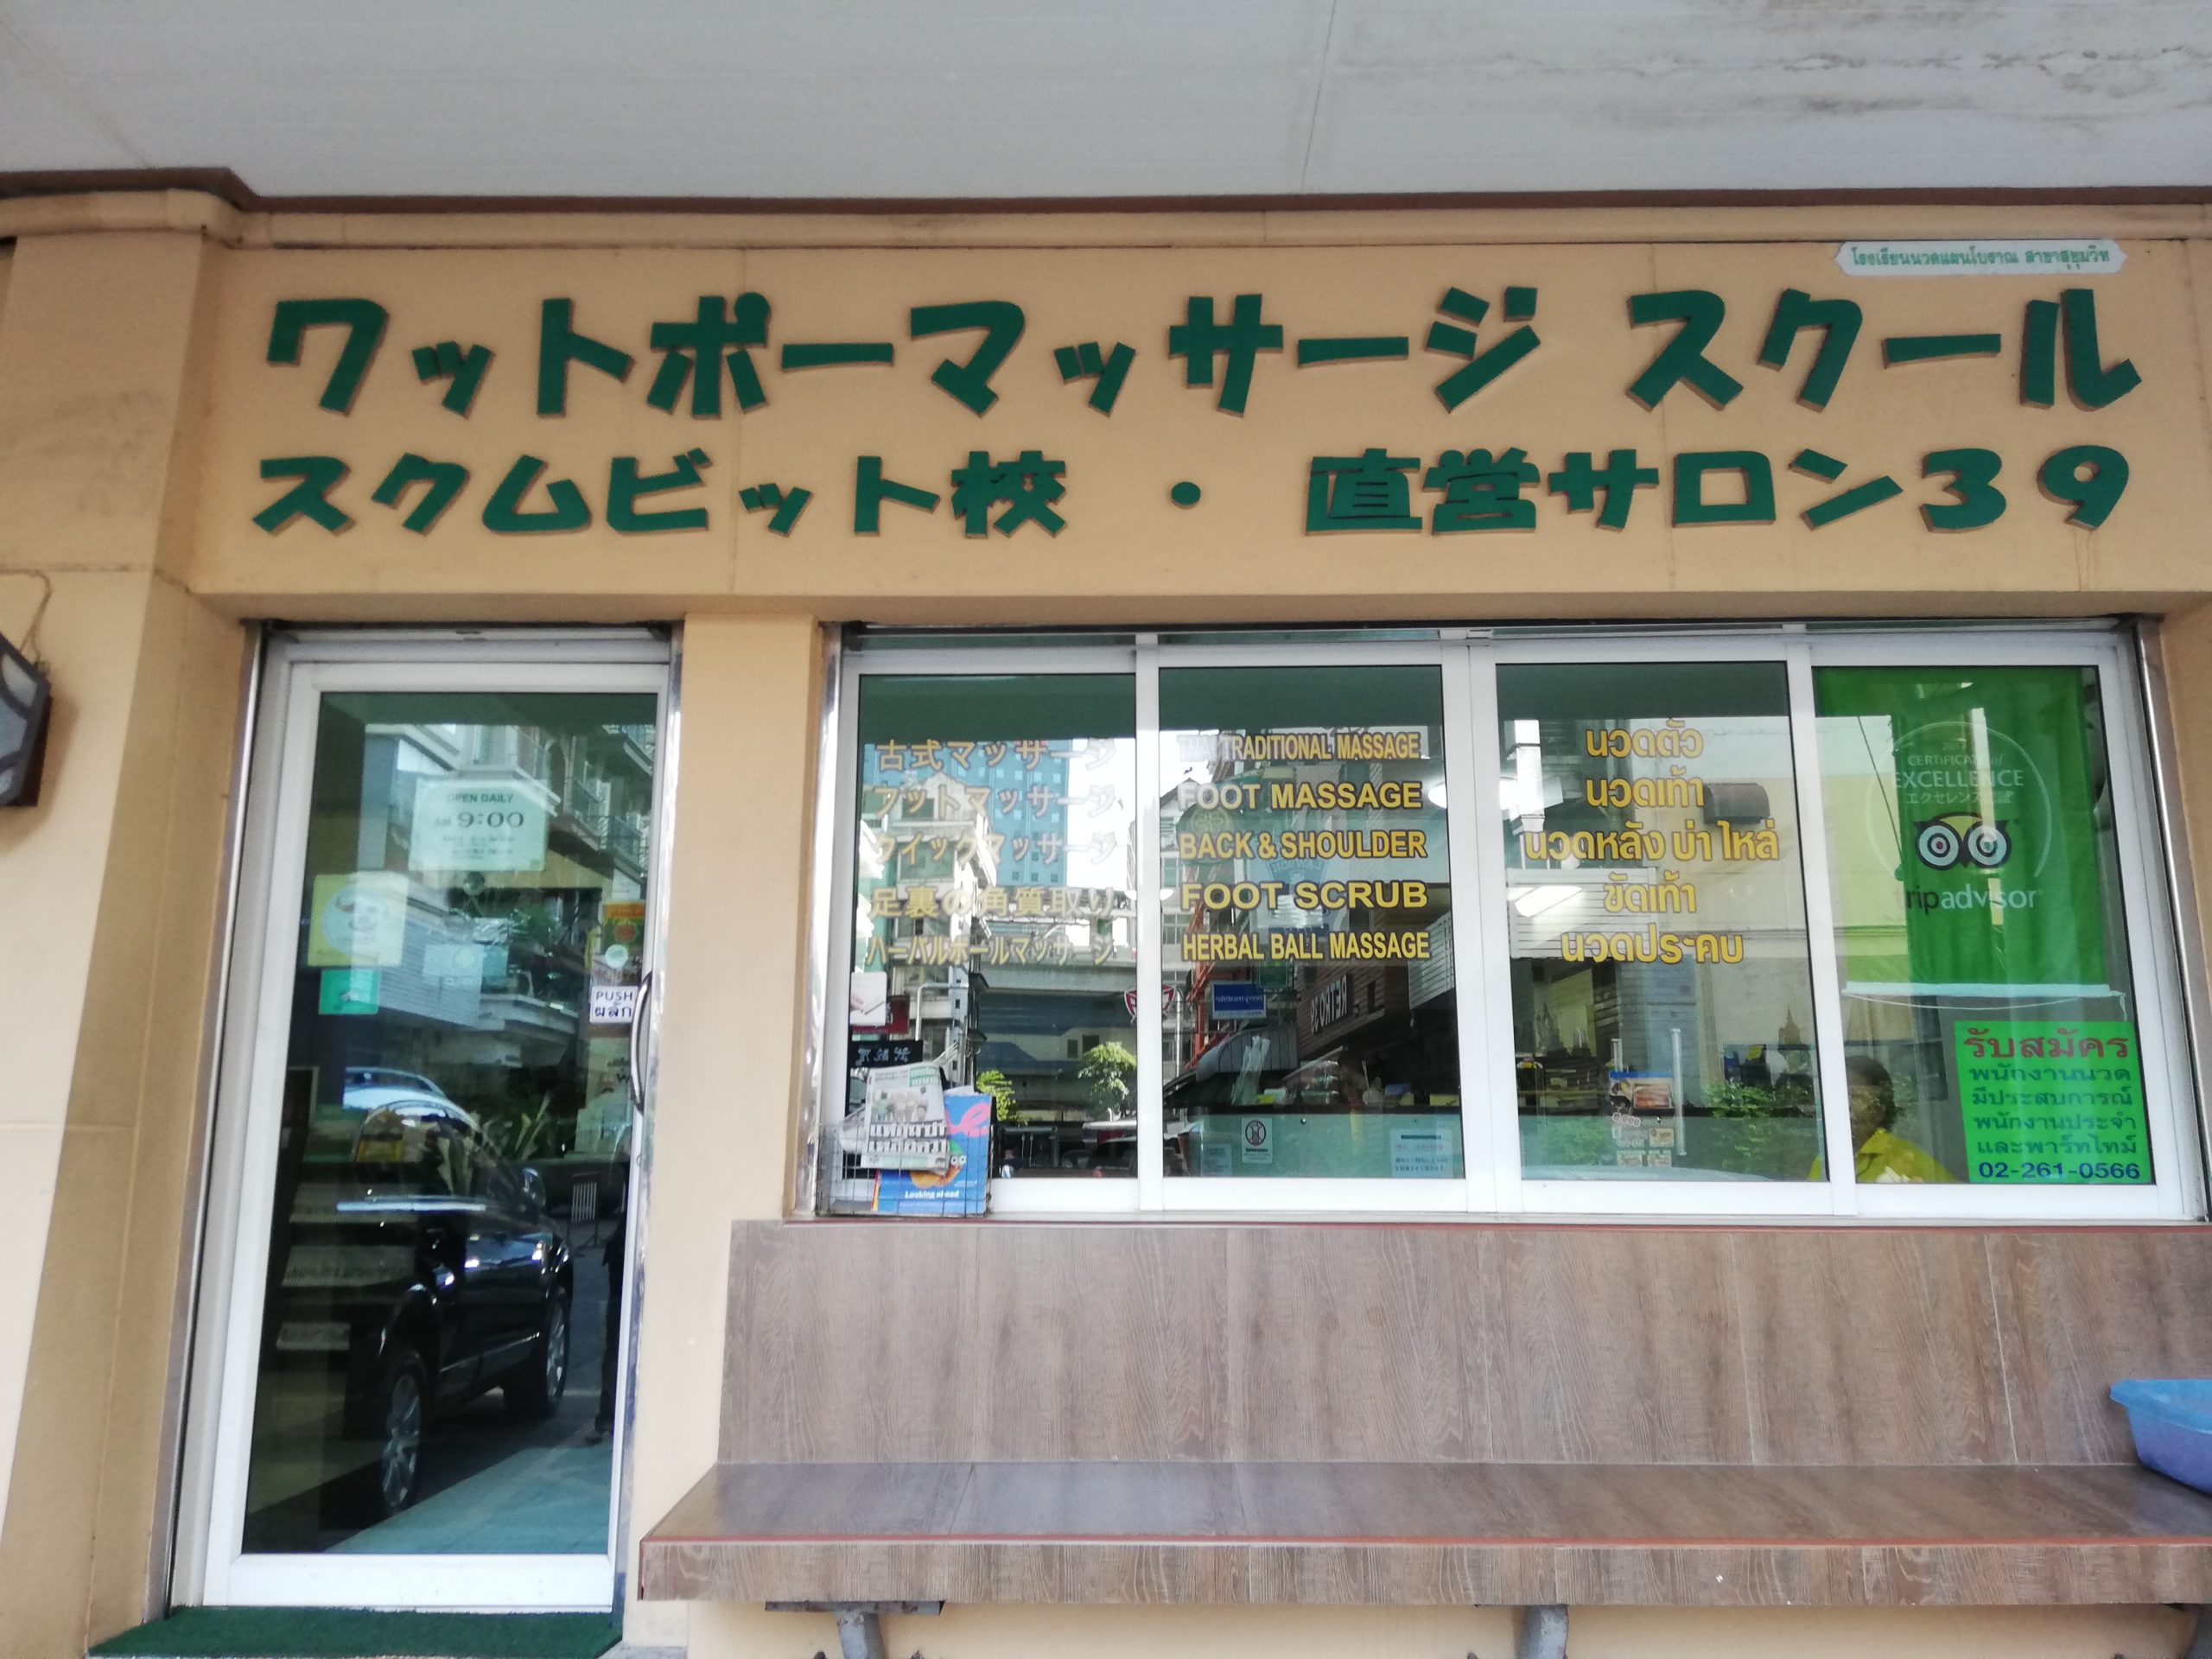 โรงเรียนนวดแผนโบราณ สาขาสุขุมวิท
ワットポーマッサージ スクール
スクムビット校 ・ 直営サロン39
OPEN DAILY
AM 9:00
PUSH
ผลัก
古式マッサージ
フットマッサージ
クイックマッサージ
足裏の角質取り
ハーバルボールマッサージ
THAI TRADITIONAL MASSAGE
FOOT MASSAGE
BACK & SHOULDER
FOOT SCRUB
HERBAL BALL MASSAGE
นวดตัว
นวดเท้า
นวดหลัง บ่า ไหล่
ขัดเท้า
นวดประคบ
CERTIFICATE of
EXCELLENCE
エクセレンス認証
tripadvisor
รับสมัคร
พนักงานนวด
มีประสบการณ์
พนักงานประจำ
และพาร์ทไทม์
02-261-0566
Looking ahead